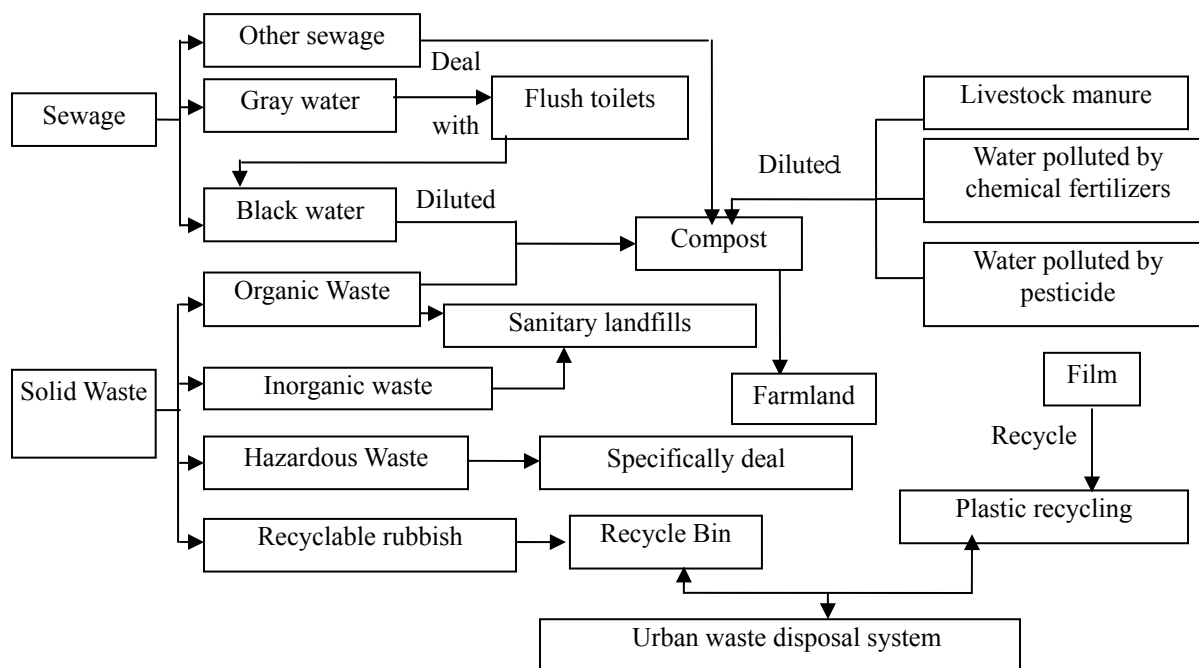 Other sewage
Deal
Gray water
Flush toilets
Livestock manure
Sewage
with
Water polluted by
chemical fertilizers
Diluted
Black water
Diluted
Compost
Water polluted by
pesticide
Organic Waste
Sanitary landfills
Solid Waste
Inorganic waste
Farmland
Film
Recycle
Hazardous Waste
Specifically deal
Plastic recycling
Recyclable rubbish
Recycle Bin
Urban waste disposal system